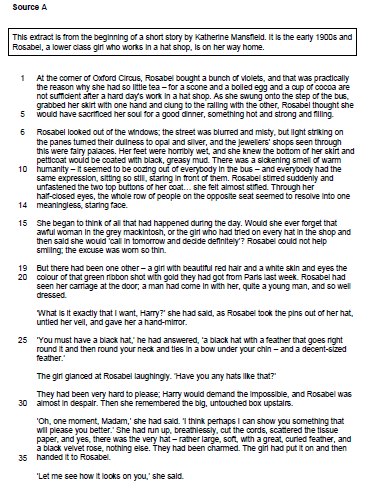 Source A
This extract is from the beginning of a short story by Katherine Mansfield. It is the early 1900s and
Rosabel, a lower class girl who works in a hat shop, is on her way home.
1 At the corner of Oxford Circus, Rosabel bought a bunch of violets, and that was practically
the reason why she had so little tea – for a scone and a boiled egg and a cup of cocoa are
not sufficient after a hard day's work in a hat shop. As she swung onto the step of the bus,
grabbed her skirt with one hand and clung to the railing with the other, Rosabel thought she
5 would have sacrificed her soul for a good dinner, something hot and strong and filling.
6 Rosabel looked out of the windows; the street was blurred and misty, but light striking on
the panes turned their dullness to opal and silver, and the jewellers' shops seen through
this were fairy palaces. Her feet were horribly wet, and she knew the bottom of her skirt and
petticoat would be coated with black, greasy mud. There was a sickening smell of warm
10 humanity – it seemed to be oozing out of everybody in the bus – and everybody had the
same expression, sitting so still, staring in front of them. Rosabel stirred suddenly and
unfastened the two top buttons of her coat... she felt almost stifled. Through her
half-closed eyes, the whole row of people on the opposite seat seemed to resolve into one
14 meaningless, staring face.
15 She began to think of all that had happened during the day. Would she ever forget that
awful woman in the grey mackintosh, or the girl who had tried on every hat in the shop and
then said she would 'call in tomorrow and decide definitely'? Rosabel could not help
smiling; the excuse was worn so thin.
19 But there had been one other – a girl with beautiful red hair and a white skin and eyes the
20 colour of that green ribbon shot with gold they had got from Paris last week. Rosabel had
seen her carriage at the door; a man had come in with her, quite a young man, and so well
dressed.
'What is it exactly that I want, Harry?' she had said, as Rosabel took the pins out of her hat,
untied her veil, and gave her a hand-mirror.
25 'You must have a black hat,' he had answered, 'a black hat with a feather that goes right
round it and then round your neck and ties in a bow under your chin – and a decent-sized
feather.'
The girl glanced at Rosabel laughingly. 'Have you any hats like that?'
They had been very hard to please; Harry would demand the impossible, and Rosabel was
30 almost in despair. Then she remembered the big, untouched box upstairs.
'Oh, one moment, Madam,' she had said. 'I think perhaps I can show you something that
will please you better.' She had run up, breathlessly, cut the cords, scattered the tissue
paper, and yes, there was the very hat – rather large, soft, with a great, curled feather, and
a black velvet rose, nothing else. They had been charmed. The girl had put it on and then
35 handed it to Rosabel.
'Let me see how it looks on you,' she said.